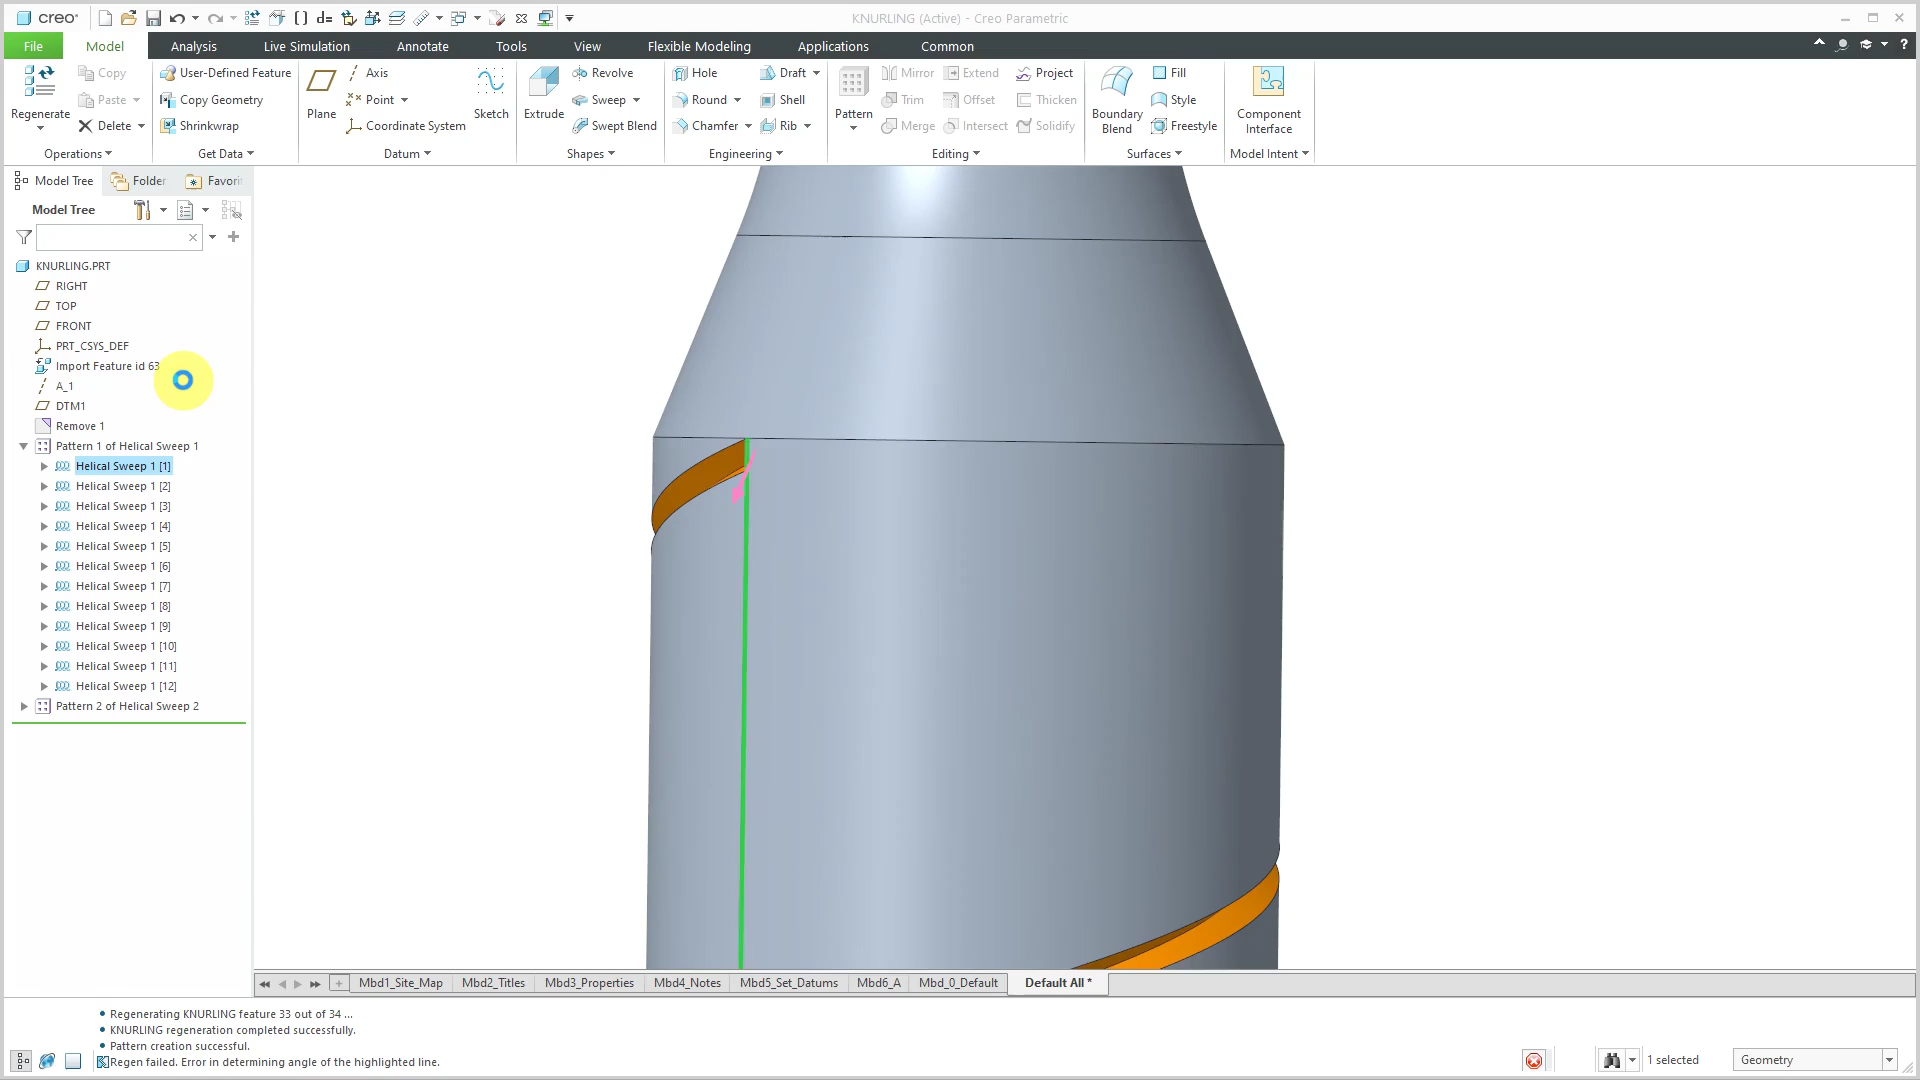 creo
KNURLING (Active) - Creo Parametric
File
Model
Analysis
Live Simulation
Annotate
Tools
View
Flexible Modeling
Applications
Common
Regenerate
Copy
Paste
Delete
Operations
User-Defined Feature
Copy Geometry
Shrinkwrap
Get Data
Plane
Axis
Point
Coordinate System
Sketch
Datum
Extrude
Revolve
Sweep
Swept Blend
Shapes
Hole
Round
Chamfer
Draft
Shell
Rib
Engineering
Pattern
Mirror
Trim
Merge
Extend
Offset
Intersect
Project
Thicken
Solidify
Editing
Boundary
Blend
Fill
Style
Freestyle
Surfaces
Component
Interface
Model Intent
Model Tree
Folder
Favori
Model Tree
KNURLING.PRT
RIGHT
TOP
FRONT
PRT_CSYS_DEF
Import Feature id 63
A_1
DTM1
Remove 1
Pattern 1 of Helical Sweep 1
Helical Sweep 1 [1]
Helical Sweep 1 [2]
Helical Sweep 1 [3]
Helical Sweep 1 [4]
Helical Sweep 1 [5]
Helical Sweep 1 [6]
Helical Sweep 1 [7]
Helical Sweep 1 [8]
Helical Sweep 1 [9]
Helical Sweep 1 [10]
Helical Sweep 1 [11]
Helical Sweep 1 [12]
Pattern 2 of Helical Sweep 2
Mbd1_Site_Map
Mbd2_Titles
Mbd3_Properties
Mbd4_Notes
Mbd5_Set_Datums
Mbd6_A
Mbd_0_Default
Default All *
Regenerating KNURLING feature 33 out of 34 ...
KNURLING regeneration completed successfully.
Pattern creation successful.
Regen failed. Error in determining angle of the highlighted line.
1 selected
Geometry